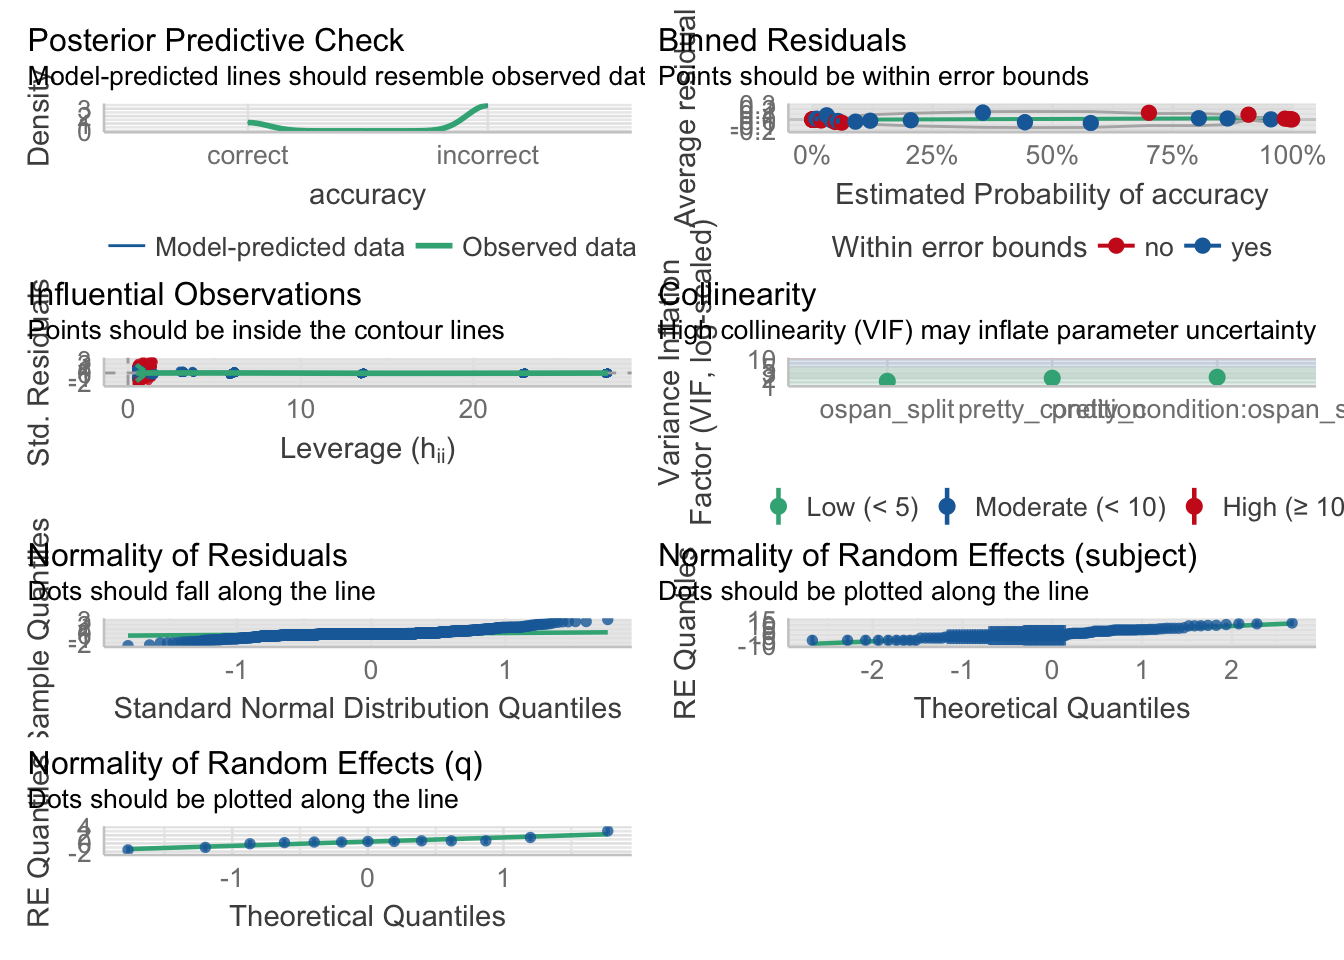 Posterior Predictive Check
Model-predicted lines should resemble observed dat
Density
correct
incorrect
accuracy
Model-predicted data
Observed data
Binned Residuals
Points should be within error bounds
Average residual
0% 25% 50% 75% 100%
Estimated Probability of accuracy
Within error bounds no yes
Influential Observations
Points should be inside the contour lines
Std. Residuals
0 10 20
Leverage (hii)
Collinearity
High collinearity (VIF) may inflate parameter uncertainty
Variance Inflation
Factor (VIF, log-scaled)
10
ospan_split pretty_condition pretty_condition:ospan_s
Low (< 5) Moderate (< 10) High (≥ 10
Normality of Residuals
Dots should fall along the line
Sample Quantiles
-1 0 1
Standard Normal Distribution Quantiles
Normality of Random Effects (subject)
Dots should be plotted along the line
RE Quantiles
-2 -1 0 1 2
Theoretical Quantiles
Normality of Random Effects (q)
Dots should be plotted along the line
RE Quantiles
-1 0 1
Theoretical Quantiles